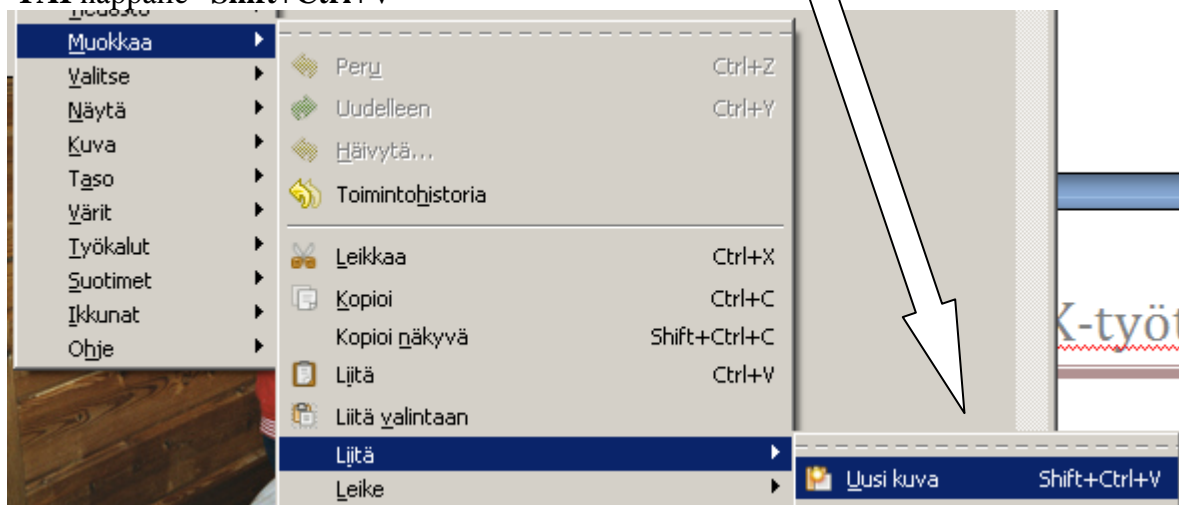 TAI näppäile "Shift+Ctrl+V"
Tiedosto
Muokkaa
Valitse
Näytä
Kuva
Taso
Värit
Työkalut
Suotimet
Ikkunat
Ohje
Peru Ctrl+Z
Uudelleen Ctrl+Y
Häivytä...
Toimintohistoria
Leikkaa Ctrl+X
Kopioi Ctrl+C
Kopioi näkyvä Shift+Ctrl+C
Liitä Ctrl+V
Liitä valintaan
Liitä
Leike
Uusi kuva Shift+Ctrl+V